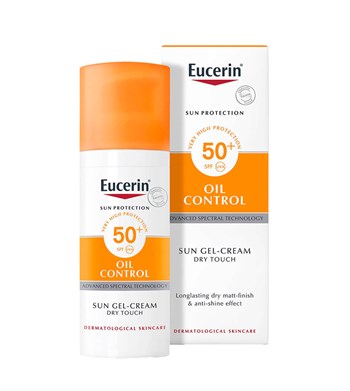 Eucerin
SUN PROTECTION
VERY HIGH PROTECTION
50+
SPF
OIL
CONTROL
ADVANCED SPECTRAL TECHNOLOGY
SUN GEL-CREAM
DRY TOUCH
Longlasting dry matt-finish
& anti-shine effect
DERMATOLOGICAL SKINCARE
Eucerin
SUN PROTECTION
VERY HIGH PROTECTION
50+
SPF
OIL
CONTROL
ADVANCED SPECTRAL TECHNOLOGY
SUN GEL-CREAM
DRY TOUCH
DERMATOLOGICAL SKINCARE